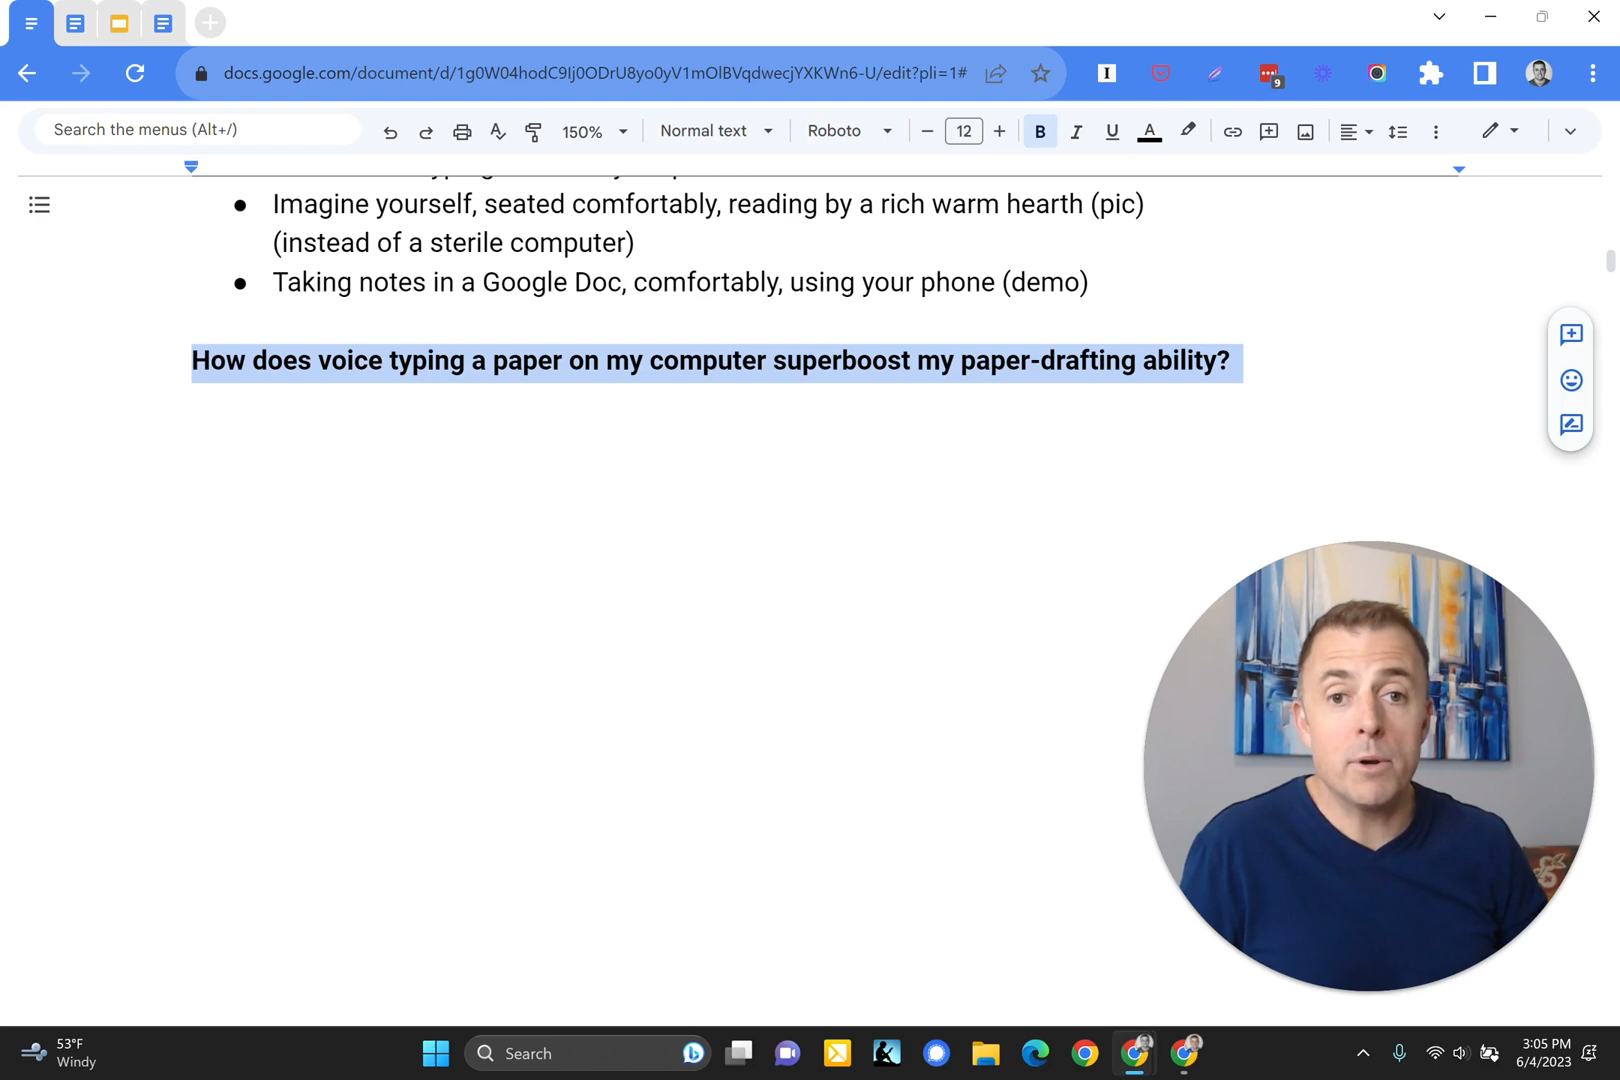 docs.google.com/document/d/1g0W04hodC9Ij0ODrU8yo0yV1mOlBVqdwecjYXKWn6-U/edit?pli=1#
9
Search the menus (Alt+/)
150%
Normal text
Roboto
12
B
I
U
A
● Imagine yourself, seated comfortably, reading by a rich warm hearth (pic)
(instead of a sterile computer)
● Taking notes in a Google Doc, comfortably, using your phone (demo)
How does voice typing a paper on my computer superboost my paper-drafting ability?
53°F
Windy
Search
3:05 PM
6/4/2023